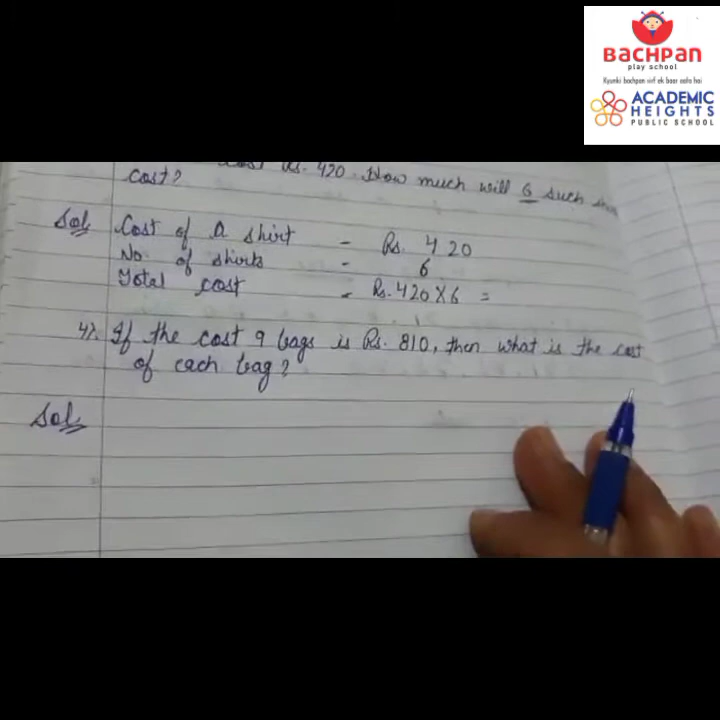 BACHPAN
play school
Kyunki bachpan sirf ek baar aata hai
ACADEMIC
HEIGHTS
PUBLIC SCHOOL
cost Rs. 420. How much will 6 such
cost?
Sol Cost of a shirt - Rs. 420
No. of shirts - 6
Total cost = Rs. 420 X 6 =
4). If the cost 9 bags is Rs. 810, then what is the cost
of each bag?
Sol